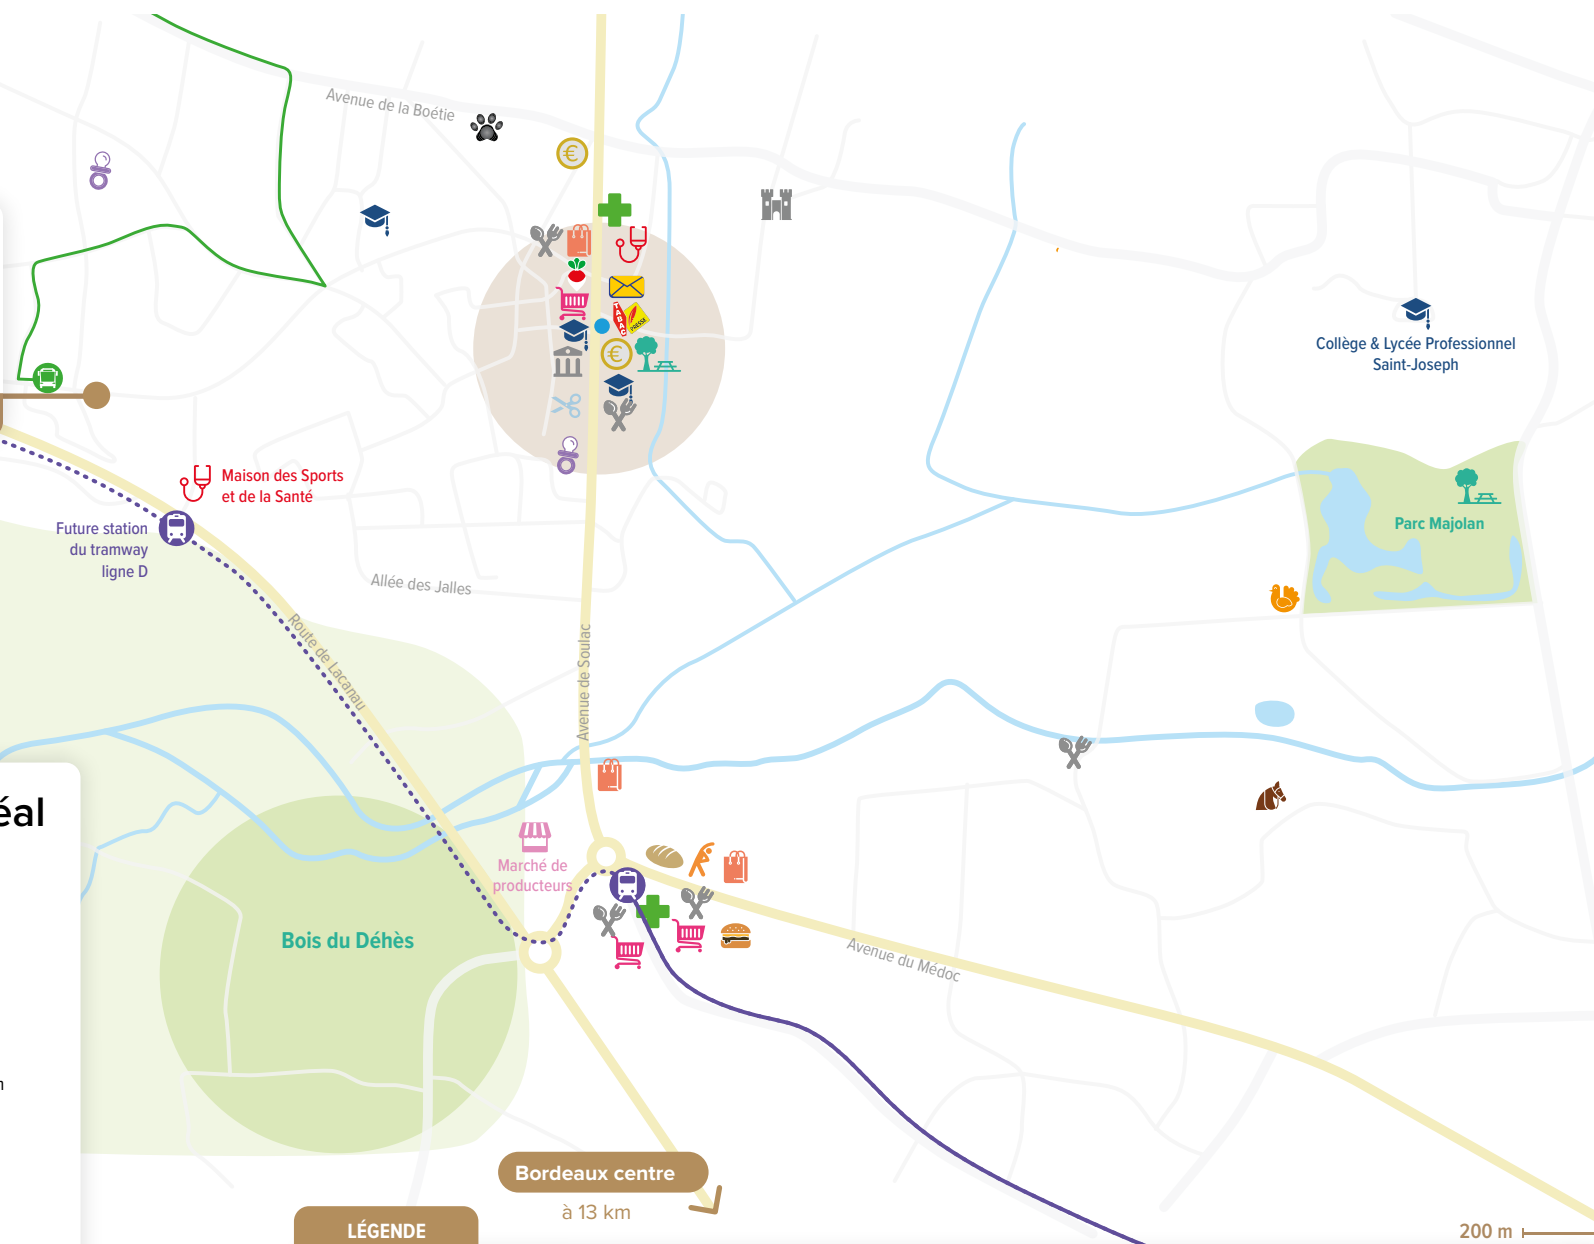 Avenue de la Boétie
TABAC
PRESSE
Collège & Lycée Professionnel
Saint-Joseph
Maison des Sports
et de la Santé
Future station
du tramway
ligne D
Parc Majolan
Allée des Jalles
Route de Lacanau
Avenue de Soulac
éal
Marché de
producteurs
Bois du Déhès
Avenue du Médoc
n
Bordeaux centre
à 13 km
LÉGENDE
200 m